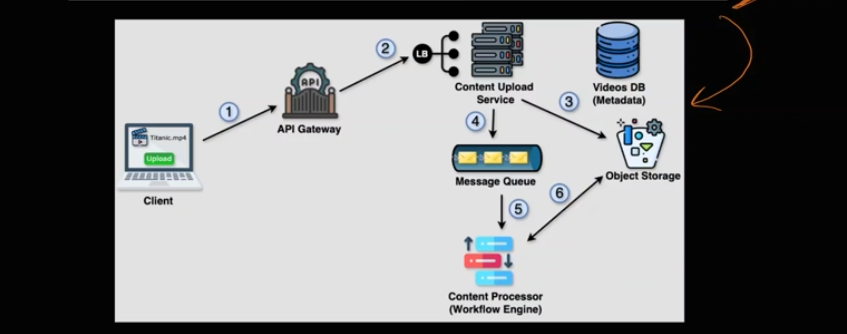 Titanic.mp4
Upload
Client
1
API
API Gateway
2
LB
Content Upload
Service
Videos DB
(Metadata)
3
4
Object Storage
Message Queue
5
6
Content Processor
(Workflow Engine)